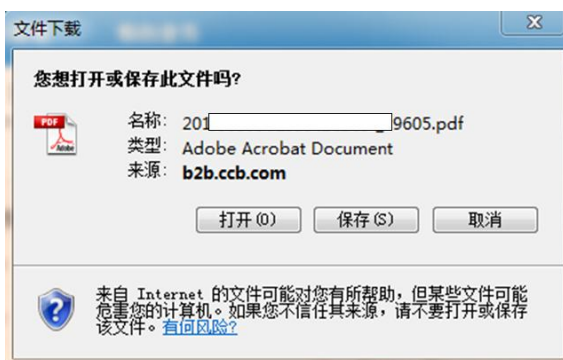 文件下载
您想打开或保存此文件吗?
PDF
Adobe
名称: 201 9605.pdf
类型: Adobe Acrobat Document
来源: b2b.ccb.com
打开(O) 保存(S) 取消
来自 Internet 的文件可能对您有所帮助，但某些文件可能
危害您的计算机。如果您不信任其来源，请不要打开或保存
该文件。有何风险?